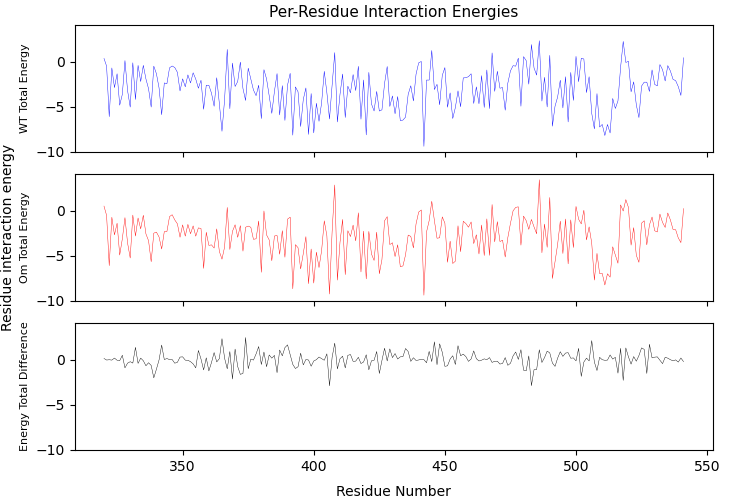 Per-Residue Interaction Energies
Residue interaction energy
WT Total Energy
0
−5
−10
Om Total Energy
0
−5
−10
Energy Total Difference
0
−5
−10
350 400 450 500 550
Residue Number